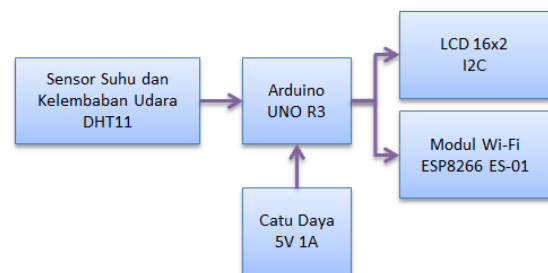 Sensor Suhu dan
Kelembaban Udara
DHT11
Arduino
UNO R3
LCD 16x2
I2C
Modul Wi-Fi
ESP8266 ES-01
Catu Daya
5V 1A